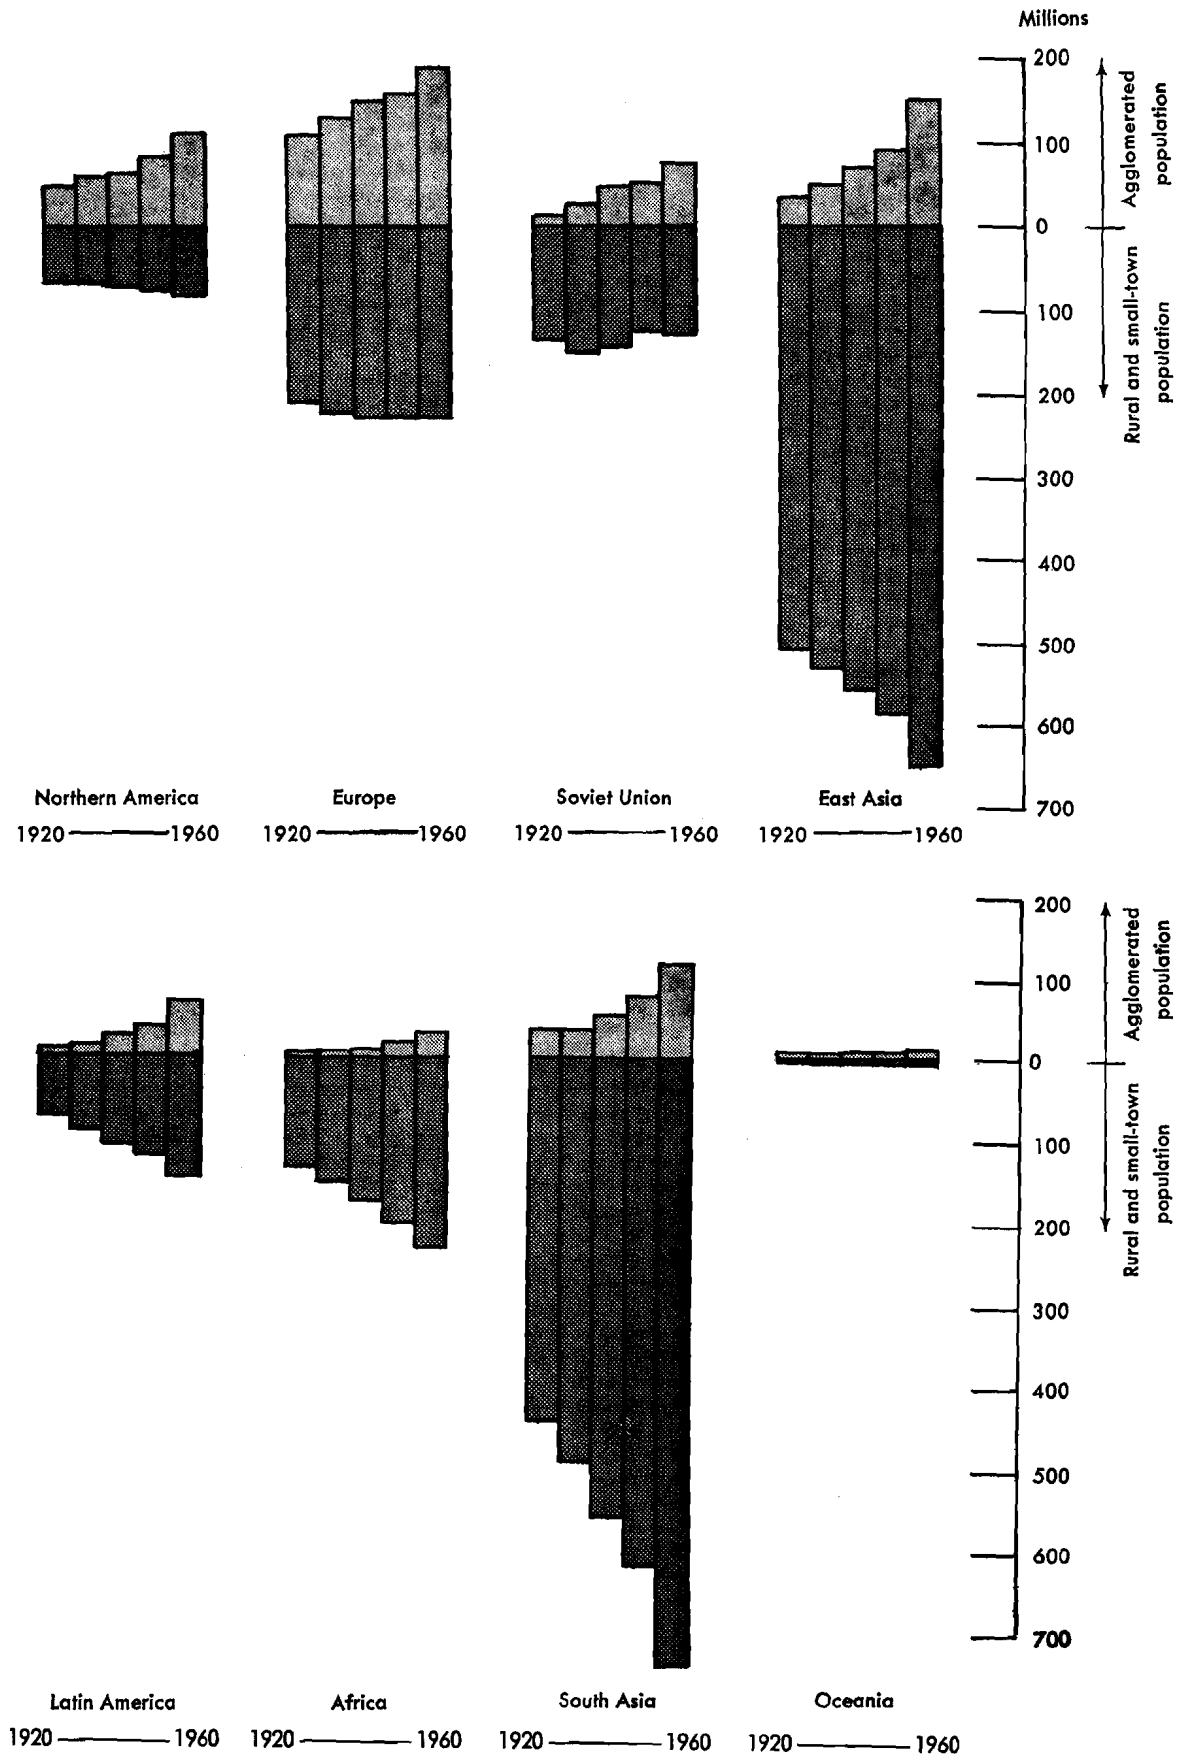 Millions
200
100
0
100
200
300
400
500
600
700
Agglomerated
population
Rural and small-town
population
Northern America
Europe
Soviet Union
East Asia
1920 1960
1920 1960
1920 1960
1920 1960
200
100
0
100
200
300
400
500
600
700
Agglomerated
population
Rural and small-town
population
Latin America
Africa
South Asia
Oceania
1920 1960
1920 1960
1920 1960
1920 1960